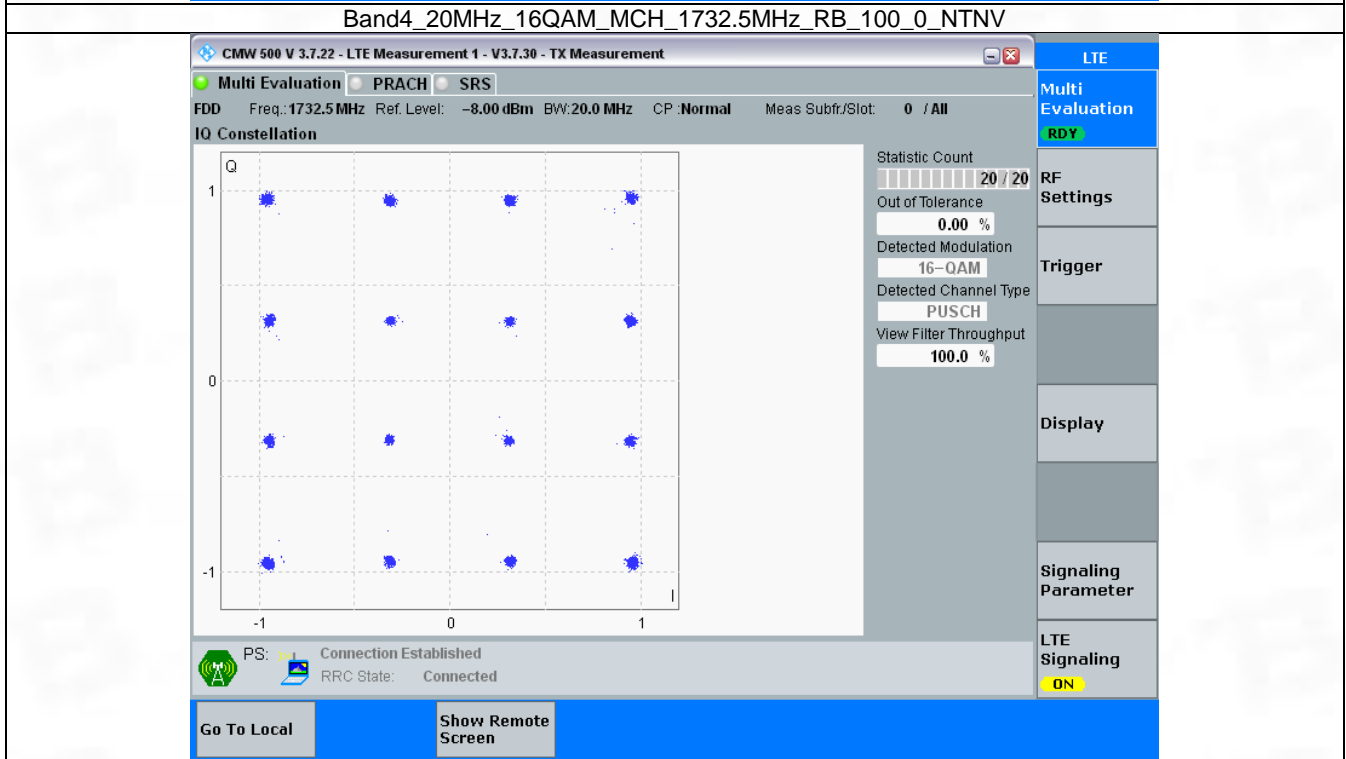 Band4_20MHz_16QAM_MCH_1732.5MHz_RB_100_0_NTNV
CMW 500 V 3.7.22 - LTE Measurement 1 - V3.7.30 - TX Measurement
LTE
Multi Evaluation PRACH SRS
FDD Freq.: 1732.5 MHz Ref. Level: −8.00 dBm BW: 20.0 MHz CP : Normal Meas Subfr./Slot: 0 / All
IQ Constellation
Q
1
0
-1
I
-1 0 1
Statistic Count
20 / 20
Out of Tolerance
0.00 %
Detected Modulation
16−QAM
Detected Channel Type
PUSCH
View Filter Throughput
100.0 %
Multi
Evaluation
RDY
RF
Settings
Trigger
Display
Signaling
Parameter
LTE
Signaling
ON
PS: Connection Established
RRC State: Connected
Go To Local
Show Remote
Screen